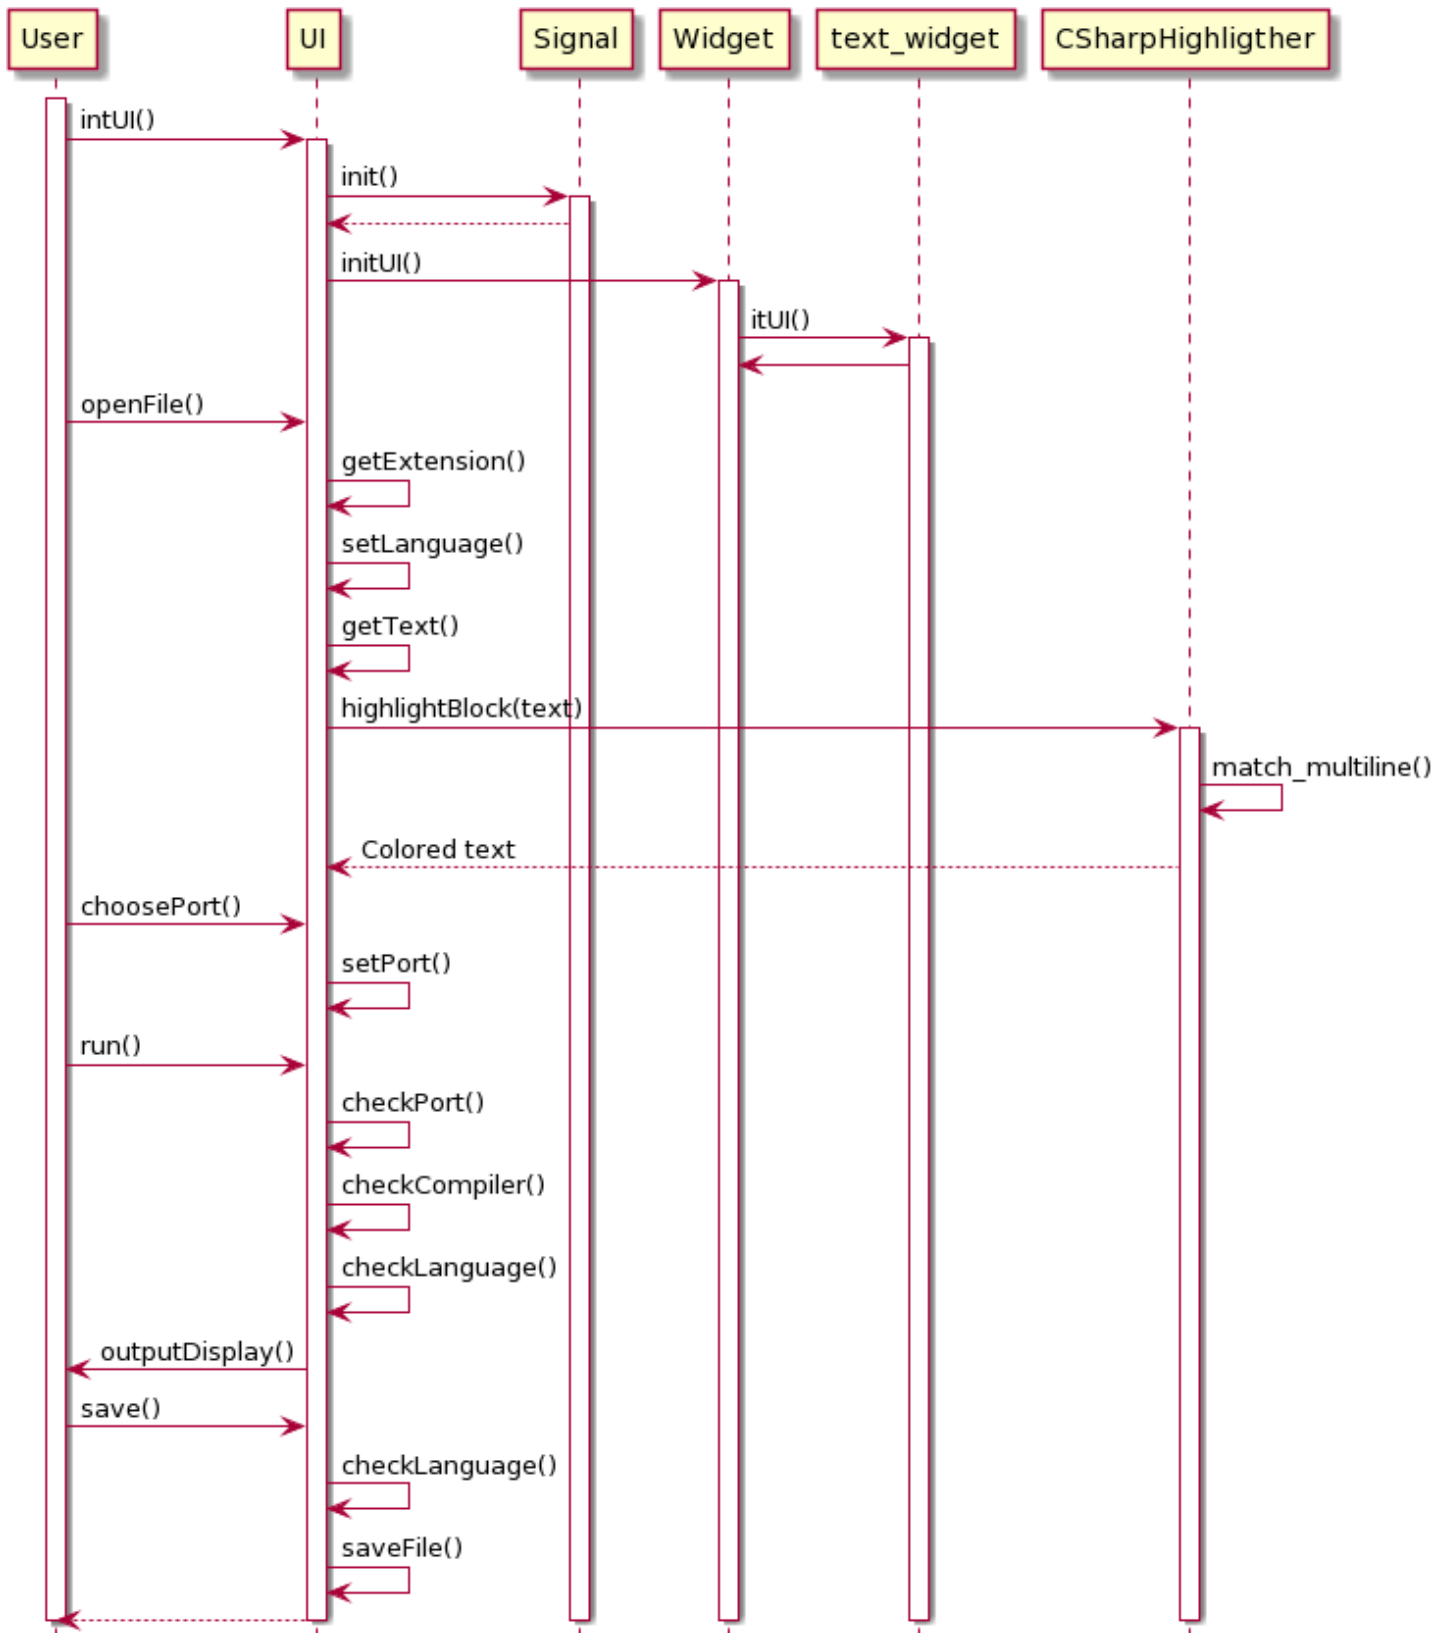 User
UI
Signal
Widget
text_widget
CSharpHighligther
intUI()
init()
initUI()
itUI()
openFile()
getExtension()
setLanguage()
getText()
highlightBlock(text)
match_multiline()
Colored text
choosePort()
setPort()
run()
checkPort()
checkCompiler()
checkLanguage()
outputDisplay()
save()
checkLanguage()
saveFile()